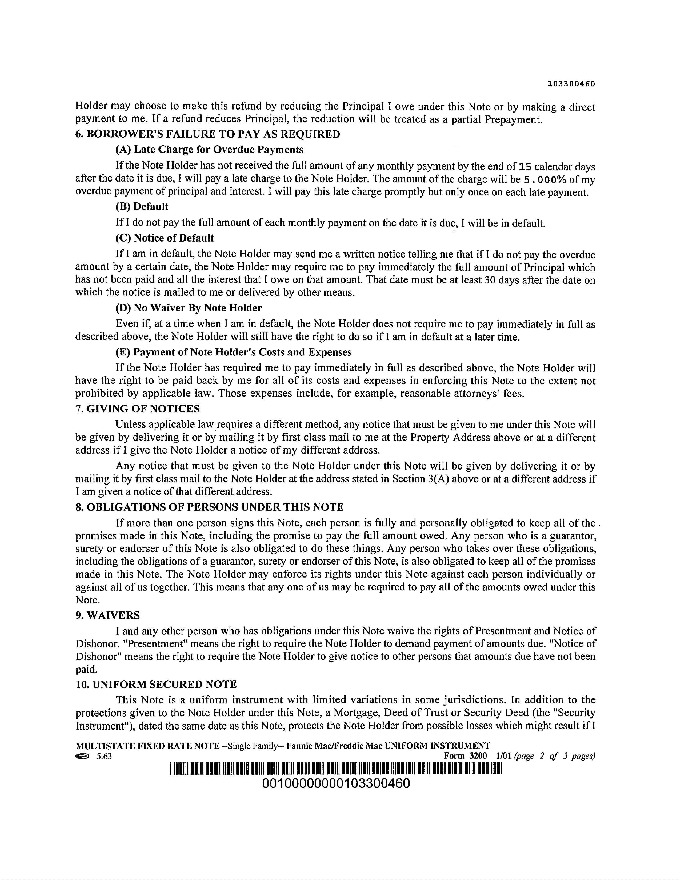 103300460
Holder may choose to make this refund by reducing the Principal I owe under this Note or by making a direct
payment to me. If a refund reduces Principal, the reduction will be treated as a partial Prepayment.
6. BORROWER'S FAILURE TO PAY AS REQUIRED
(A) Late Charge for Overdue Payments
If the Note Holder has not received the full amount of any monthly payment by the end of 15 calendar days
after the date it is due, I will pay a late charge to the Note Holder. The amount of the charge will be 5.000% of my
overdue payment of principal and interest. I will pay this late charge promptly but only once on each late payment.
(B) Default
If I do not pay the full amount of each monthly payment on the date it is due, I will be in default.
(C) Notice of Default
If I am in default, the Note Holder may send me a written notice telling me that if I do not pay the overdue
amount by a certain date, the Note Holder may require me to pay immediately the full amount of Principal which
has not been paid and all the interest that I owe on that amount. That date must be at least 30 days after the date on
which the notice is mailed to me or delivered by other means.
(D) No Waiver By Note Holder
Even if, at a time when I am in default, the Note Holder does not require me to pay immediately in full as
described above, the Note Holder will still have the right to do so if I am in default at a later time.
(E) Payment of Note Holder's Costs and Expenses
If the Note Holder has required me to pay immediately in full as described above, the Note Holder will
have the right to be paid back by me for all of its costs and expenses in enforcing this Note to the extent not
prohibited by applicable law. Those expenses include, for example, reasonable attorneys' fees.
7. GIVING OF NOTICES
Unless applicable law requires a different method, any notice that must be given to me under this Note will
be given by delivering it or by mailing it by first class mail to me at the Property Address above or at a different
address if I give the Note Holder a notice of my different address.
Any notice that must be given to the Note Holder under this Note will be given by delivering it or by
mailing it by first class mail to the Note Holder at the address stated in Section 3(A) above or at a different address if
I am given a notice of that different address.
8. OBLIGATIONS OF PERSONS UNDER THIS NOTE
If more than one person signs this Note, each person is fully and personally obligated to keep all of the
promises made in this Note, including the promise to pay the full amount owed. Any person who is a guarantor,
surety or endorser of this Note is also obligated to do these things. Any person who takes over these obligations,
including the obligations of a guarantor, surety or endorser of this Note, is also obligated to keep all of the promises
made in this Note. The Note Holder may enforce its rights under this Note against each person individually or
against all of us together. This means that any one of us may be required to pay all of the amounts owed under this
Note.
9. WAIVERS
I and any other person who has obligations under this Note waive the rights of Presentment and Notice of
Dishonor. "Presentment" means the right to require the Note Holder to demand payment of amounts due. "Notice of
Dishonor" means the right to require the Note Holder to give notice to other persons that amounts due have not been
paid.
10. UNIFORM SECURED NOTE
This Note is a uniform instrument with limited variations in some jurisdictions. In addition to the
protections given to the Note Holder under this Note, a Mortgage, Deed of Trust or Security Deed (the "Security
Instrument"), dated the same date as this Note, protects the Note Holder from possible losses which might result if I
MULTISTATE FIXED RATE NOTE --Single Family-- Fannie Mae/Freddie Mac UNIFORM INSTRUMENT
5.63 Form 3200 1/01 (page 2 of 3 pages)
00100000000103300460